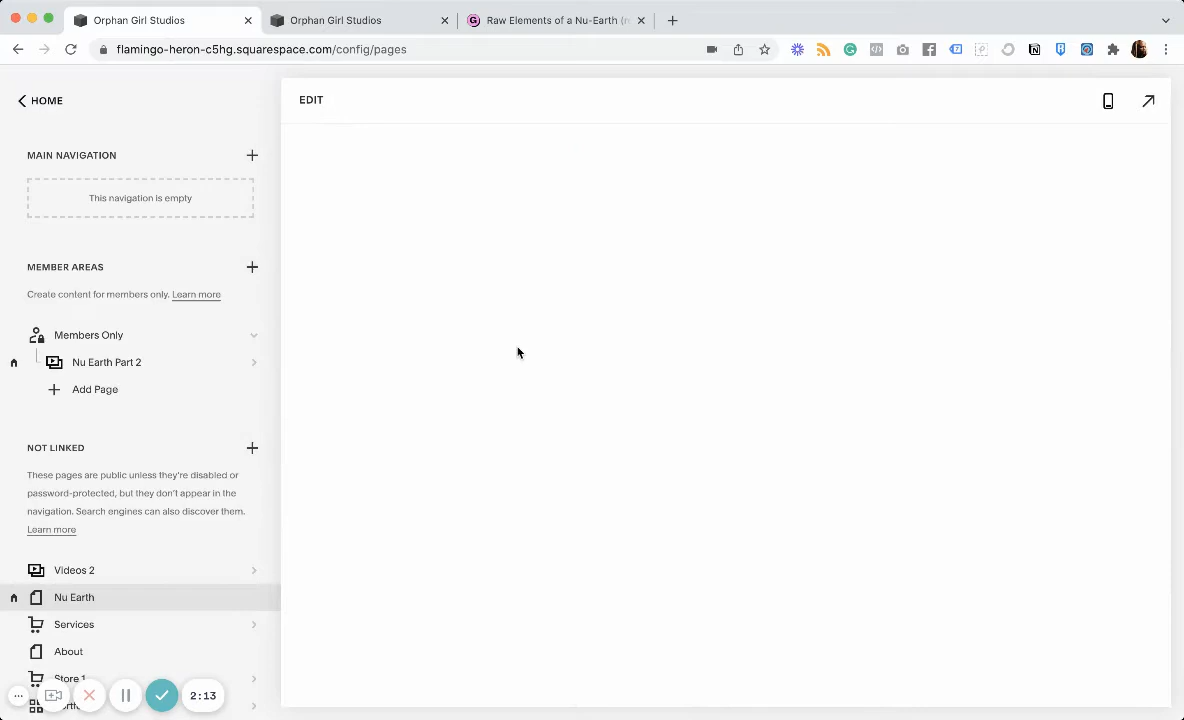 Orphan Girl Studios
Orphan Girl Studios
Raw Elements of a Nu-Earth (n
flamingo-heron-c5hg.squarespace.com/config/pages
HOME
EDIT
MAIN NAVIGATION
This navigation is empty
MEMBER AREAS
Create content for members only. Learn more
Members Only
Nu Earth Part 2
Add Page
NOT LINKED
These pages are public unless they're disabled or
password-protected, but they don't appear in the
navigation. Search engines can also discover them.
Learn more
Videos 2
Nu Earth
Services
About
Store 1
2:13